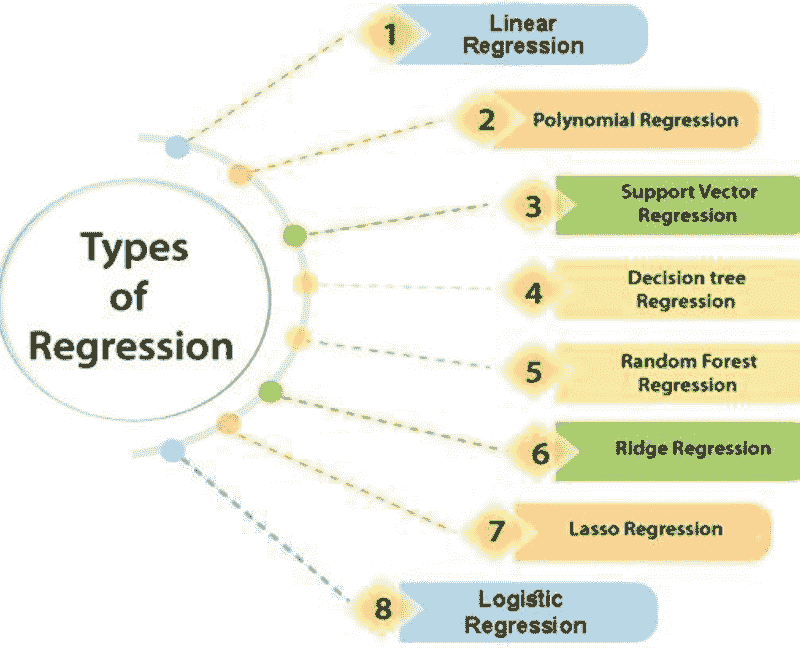 Types
of
Regression
1
Linear
Regression
2
Polynomial Regression
3
Support Vector
Regression
4
Decision tree
Regression
5
Random Forest
Regression
6
Ridge Regression
7
Lasso Regression
8
Logistic
Regression